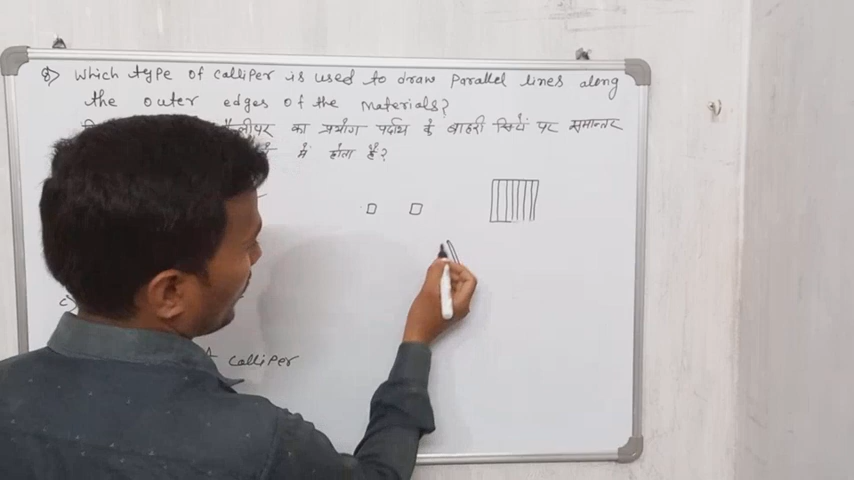 Q> Which type of calliper is used to draw parallel lines along
the outer edges of the materials?
का प्रयोग पदार्थ के बाहरी सिरों पर समान्तर
में होता है?
c)
calliper